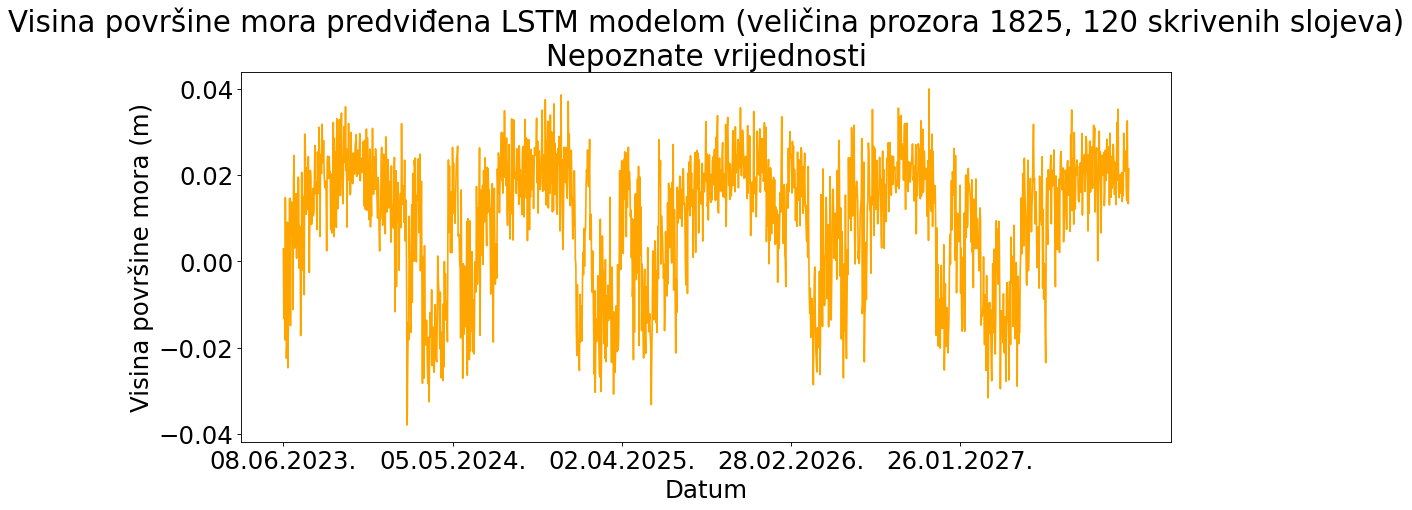 Visina površine mora predviđena LSTM modelom (veličina prozora 1825, 120 skrivenih slojeva)
Nepoznate vrijednosti
Visina površine mora (m)
0.04
0.02
0.00
−0.02
−0.04
08.06.2023. 05.05.2024. 02.04.2025. 28.02.2026. 26.01.2027.
Datum